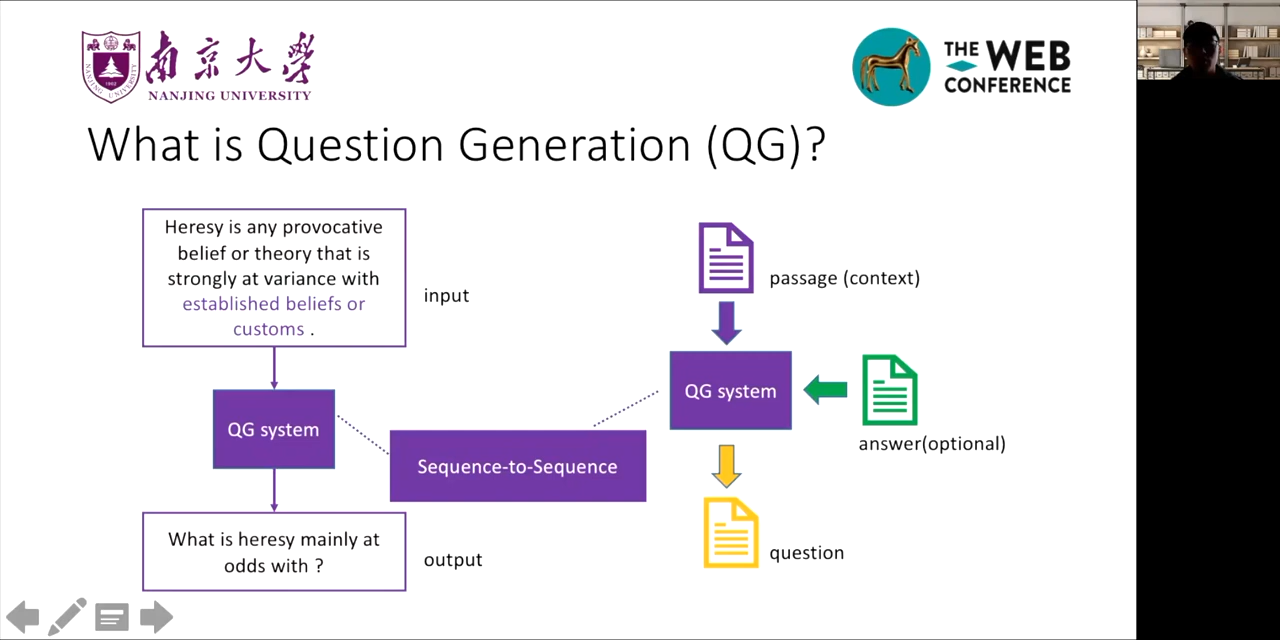 南京大学
NANJING UNIVERSITY
THE WEB
CONFERENCE
What is Question Generation (QG)?
Heresy is any provocative
belief or theory that is
strongly at variance with
established beliefs or
customs .
input
QG system
Sequence-to-Sequence
What is heresy mainly at
odds with ?
output
passage (context)
QG system
answer(optional)
question